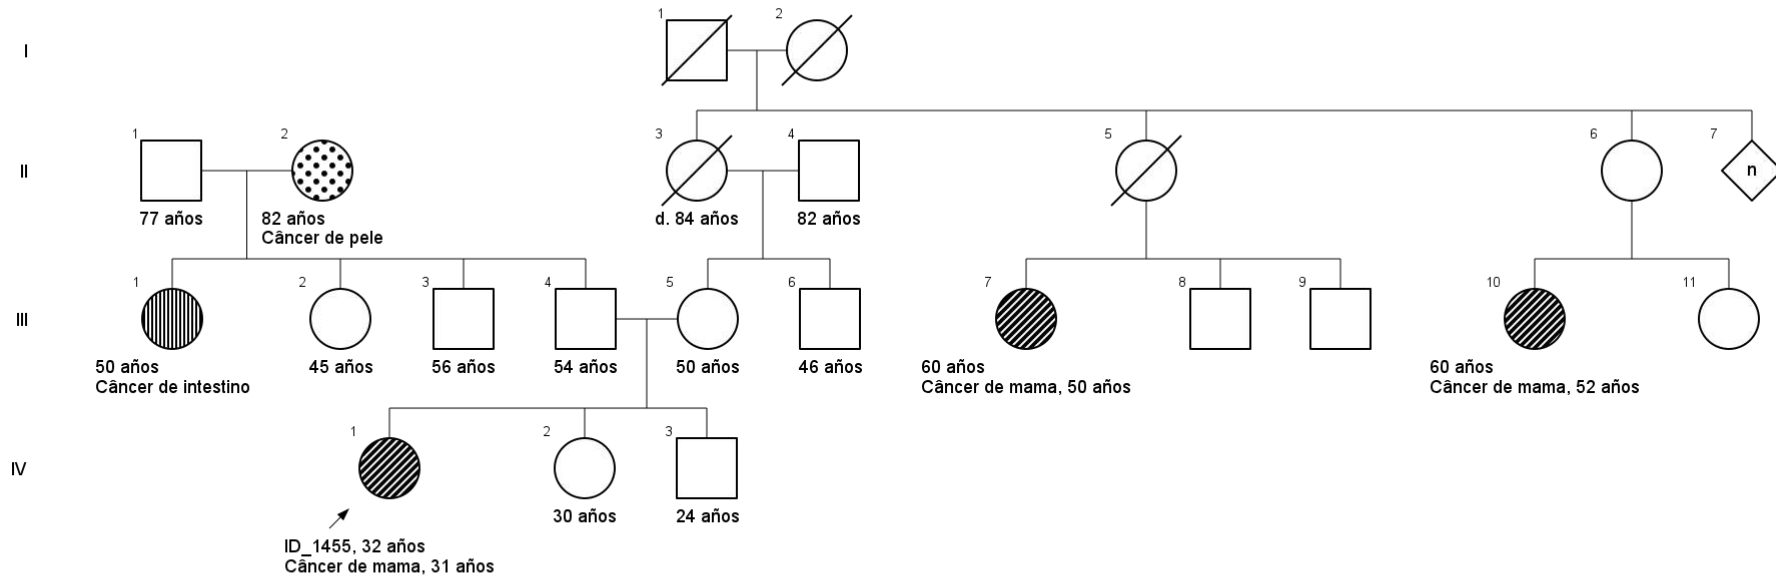 1 2
I
1 2 3 4 5 6 7
II n
77 años 82 años d. 84 años 82 años
Câncer de pele
1 2 3 4 5 6 7 8 9 10 11
III
50 años 45 años 56 años 54 años 50 años 46 años 60 años 60 años
Câncer de intestino Câncer de mama, 50 años Câncer de mama, 52 años
1 2 3
IV
30 años 24 años
ID_1455, 32 años
Câncer de mama, 31 años